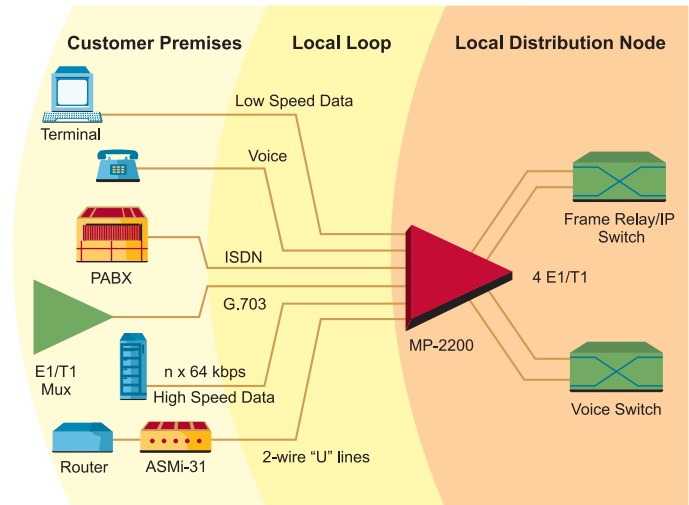 Customer Premises
Local Loop
Local Distribution Node
Low Speed Data
Terminal
Voice
Frame Relay/IP
Switch
PABX
ISDN
4 E1/T1
G.703
MP-2200
E1/T1
Mux
n x 64 kbps
High Speed Data
Voice Switch
Router
ASMi-31
2-wire “U” lines